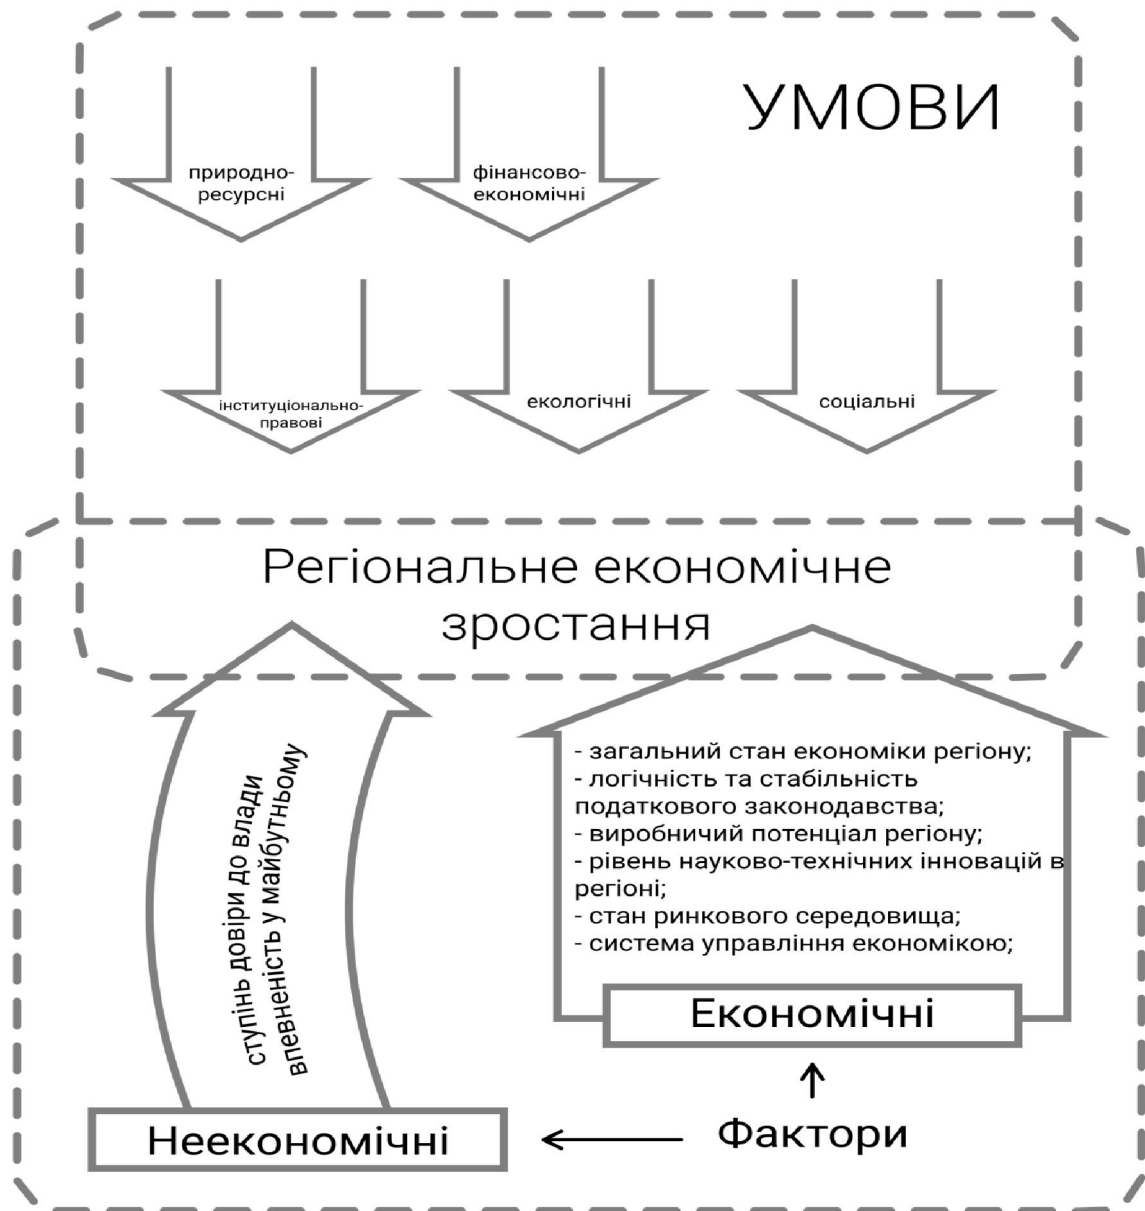 УМОВИ
природно-
ресурсні
фінансово-
економічні
інституціонально-
правові
екологічні
соціальні
Регіональне економічне
зростання
ступінь довіри до влади
впевненість у майбутньому
- загальний стан економіки регіону;
- логічність та стабільність
податкового законодавства;
- виробничий потенціал регіону;
- рівень науково-технічних інновацій в
регіоні;
- стан ринкового середовища;
- система управління економікою;
Економічні
Неекономічні
Фактори